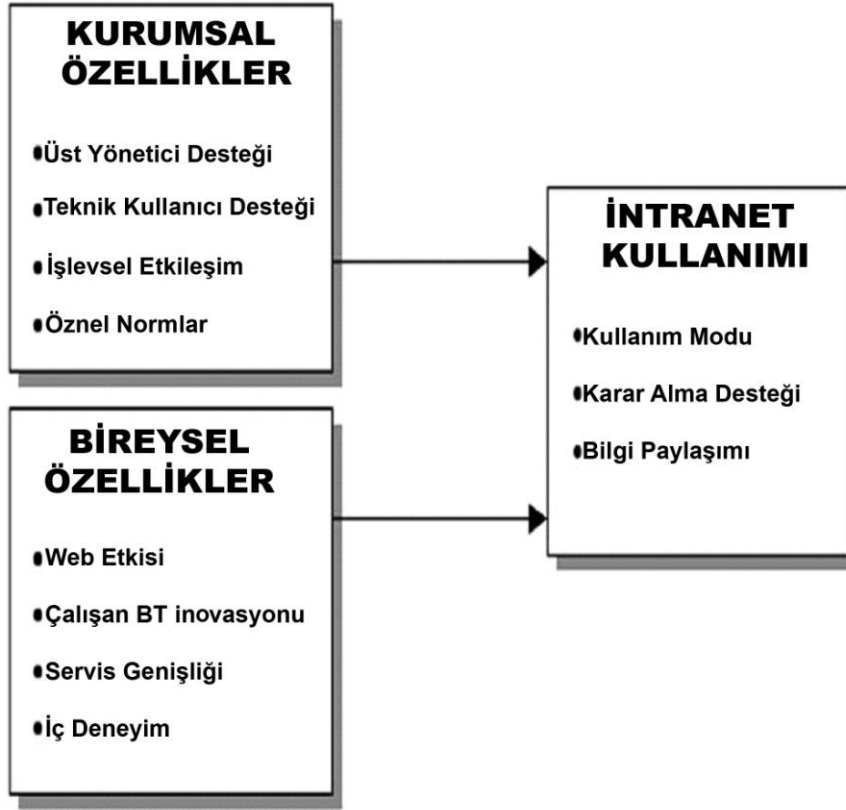 KURUMSAL
ÖZELLİKLER
•Üst Yönetici Desteği
•Teknik Kullanıcı Desteği
•İşlevsel Etkileşim
•Öznel Normlar
BİREYSEL
ÖZELLİKLER
•Web Etkisi
•Çalışan BT inovasyonu
•Servis Genişliği
•İç Deneyim
İNTRANET
KULLANIMI
•Kullanım Modu
•Karar Alma Desteği
•Bilgi Paylaşımı